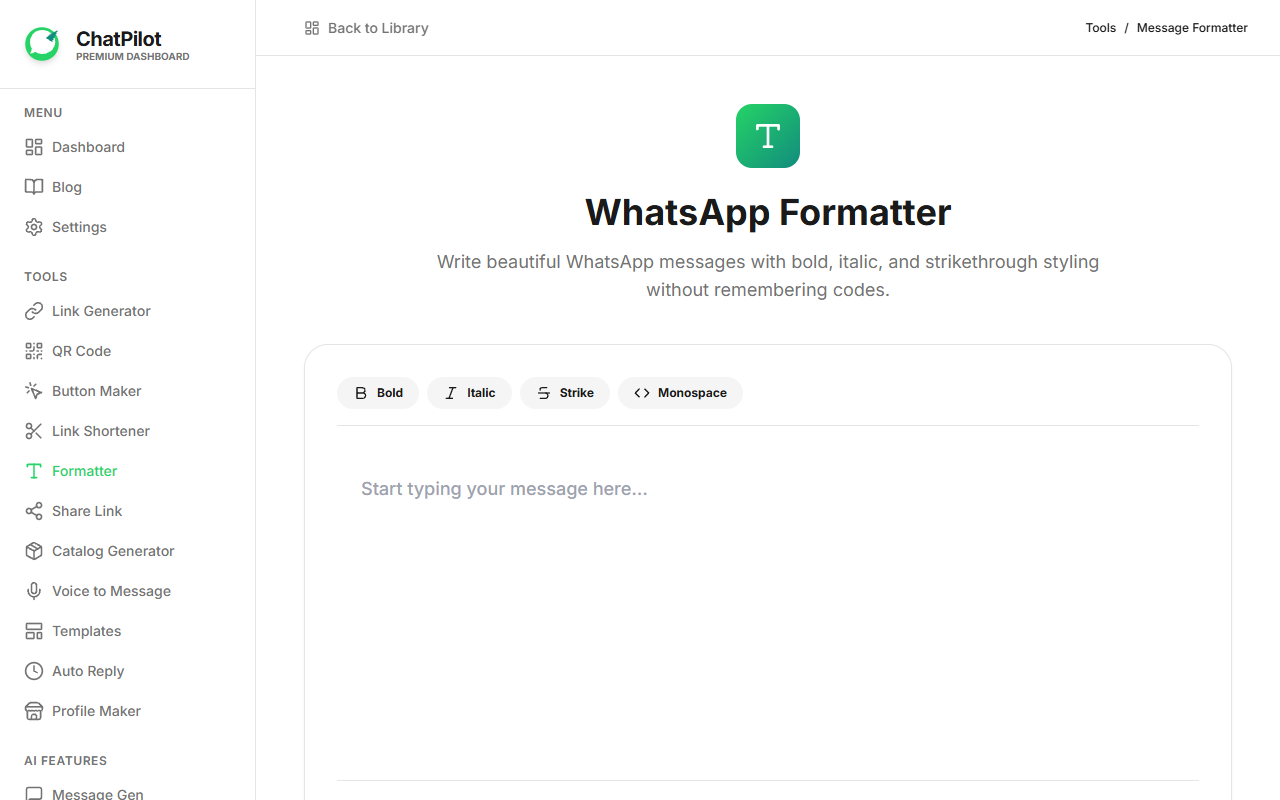 ChatPilot
PREMIUM DASHBOARD
MENU
Dashboard
Blog
Settings
TOOLS
Link Generator
QR Code
Button Maker
Link Shortener
Formatter
Share Link
Catalog Generator
Voice to Message
Templates
Auto Reply
Profile Maker
AI FEATURES
Message Gen
Back to Library
Tools / Message Formatter
WhatsApp Formatter
Write beautiful WhatsApp messages with bold, italic, and strikethrough styling
without remembering codes.
Bold Italic Strike Monospace
Start typing your message here...